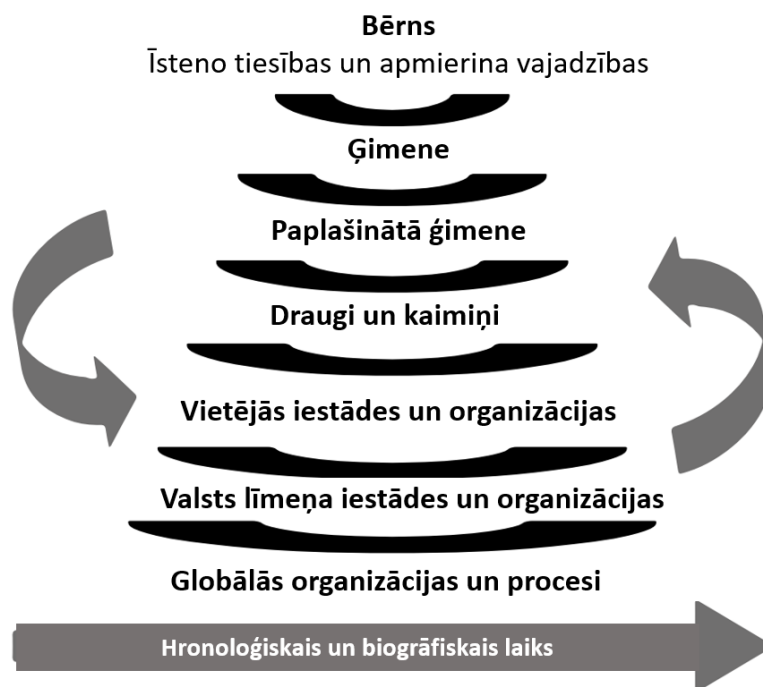 Bērns
Īsteno tiesības un apmierina vajadzības
Ģimene
Paplašinātā ģimene
Draugi un kaimiņi
Vietējās iestādes un organizācijas
Valsts līmeņa iestādes un organizācijas
Globālās organizācijas un procesi
Hronoloģiskais un biogrāfiskais laiks